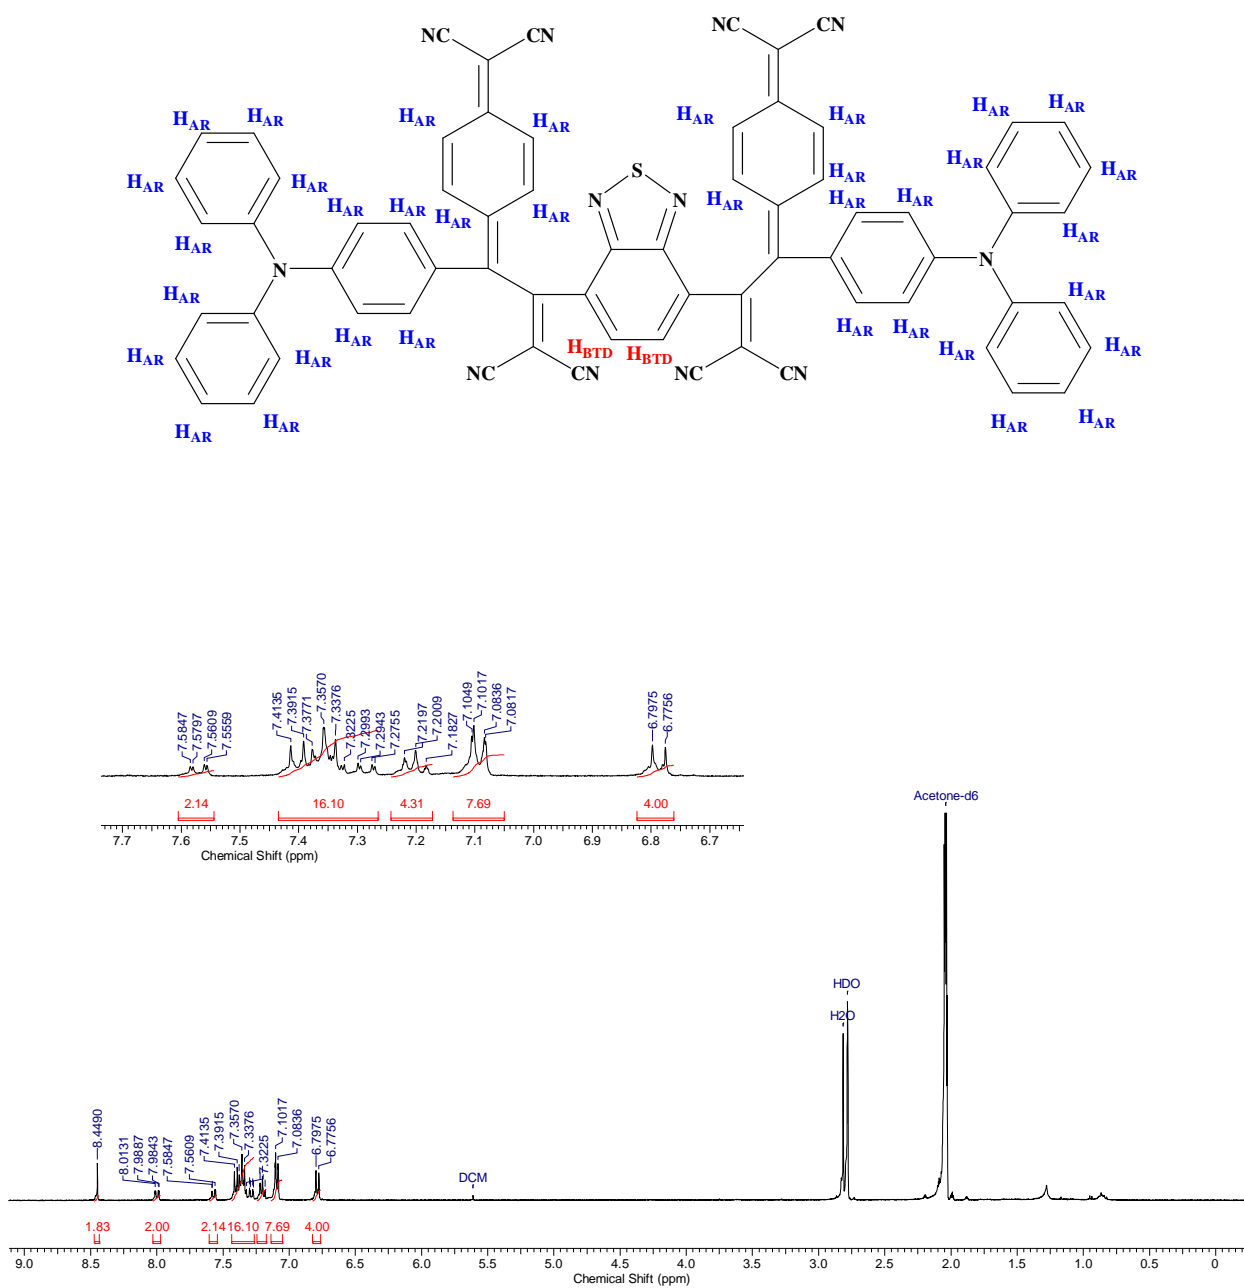 NC CN NC CN
HAR HAR HAR HAR HAR HAR HAR HAR
S
HAR HAR HAR HAR HAR HAR
HAR HAR HAR HAR N N HAR HAR HAR HAR
HAR HAR HAR
N N
HAR HAR
HAR HAR HAR HAR HAR HAR HAR HAR
HBTD HBTD
NC CN NC CN
HAR HAR HAR HAR
7.5847
7.5797
7.5609
7.5559
7.4135
7.3915
7.3771
7.3570
7.3376
7.3225
7.2993
7.2943
7.2755
7.2197
7.2009
7.1827
7.1049
7.1017
7.0836
7.0817
6.7975
6.7756
2.14 16.10 4.31 7.69 4.00
7.7 7.6 7.5 7.4 7.3 7.2 7.1 7.0 6.9 6.8 6.7
Chemical Shift (ppm)
Acetone-d6
HDO
H2O
8.4490
8.0131
7.9887
7.9843
7.5847
7.5609
7.4135
7.3915
7.3570
7.3376
7.3225
7.1017
7.0836
6.7975
6.7756
DCM
1.83 2.00 2.14 16.10 7.69 4.00
9.0 8.5 8.0 7.5 7.0 6.5 6.0 5.5 5.0 4.5 4.0 3.5 3.0 2.5 2.0 1.5 1.0 0.5 0
Chemical Shift (ppm)